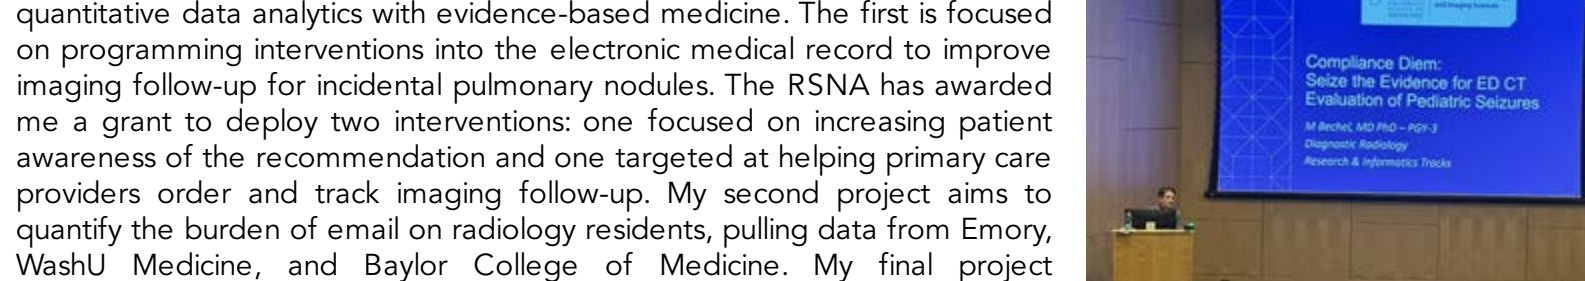 quantitative data analytics with evidence-based medicine. The first is focused
on programming interventions into the electronic medical record to improve
imaging follow-up for incidental pulmonary nodules. The RSNA has awarded
me a grant to deploy two interventions: one focused on increasing patient
awareness of the recommendation and one targeted at helping primary care
providers order and track imaging follow-up. My second project aims to
quantify the burden of email on radiology residents, pulling data from Emory,
WashU Medicine, and Baylor College of Medicine. My final project
and Imaging Sciences
Compliance Diem:
Seize the Evidence for ED CT
Evaluation of Pediatric Seizures
M Bechel, MD PhD – PGY-3
Diagnostic Radiology
Research & Informatics Tracks